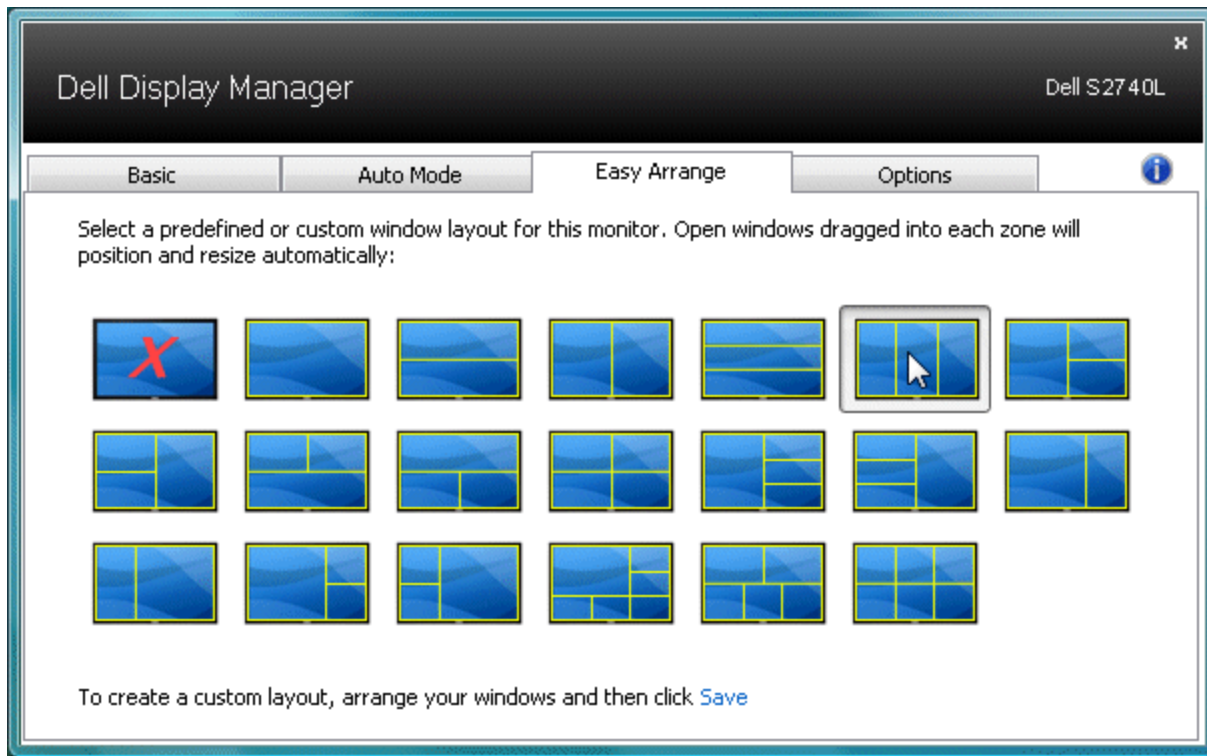 Dell Display Manager
Dell S2740L
Basic
Auto Mode
Easy Arrange
Options
Select a predefined or custom window layout for this monitor. Open windows dragged into each zone will
position and resize automatically:
To create a custom layout, arrange your windows and then click Save